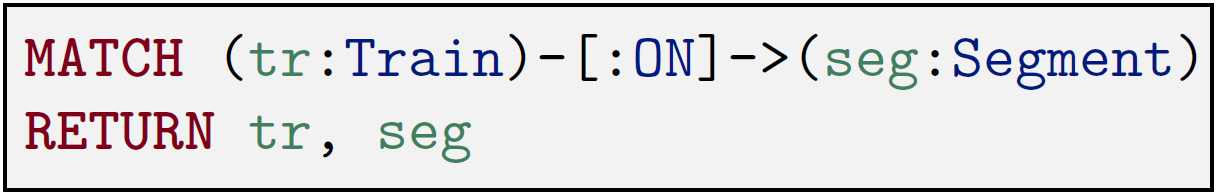 MATCH (tr:Train)-[:ON]->(seg:Segment)
RETURN tr, seg